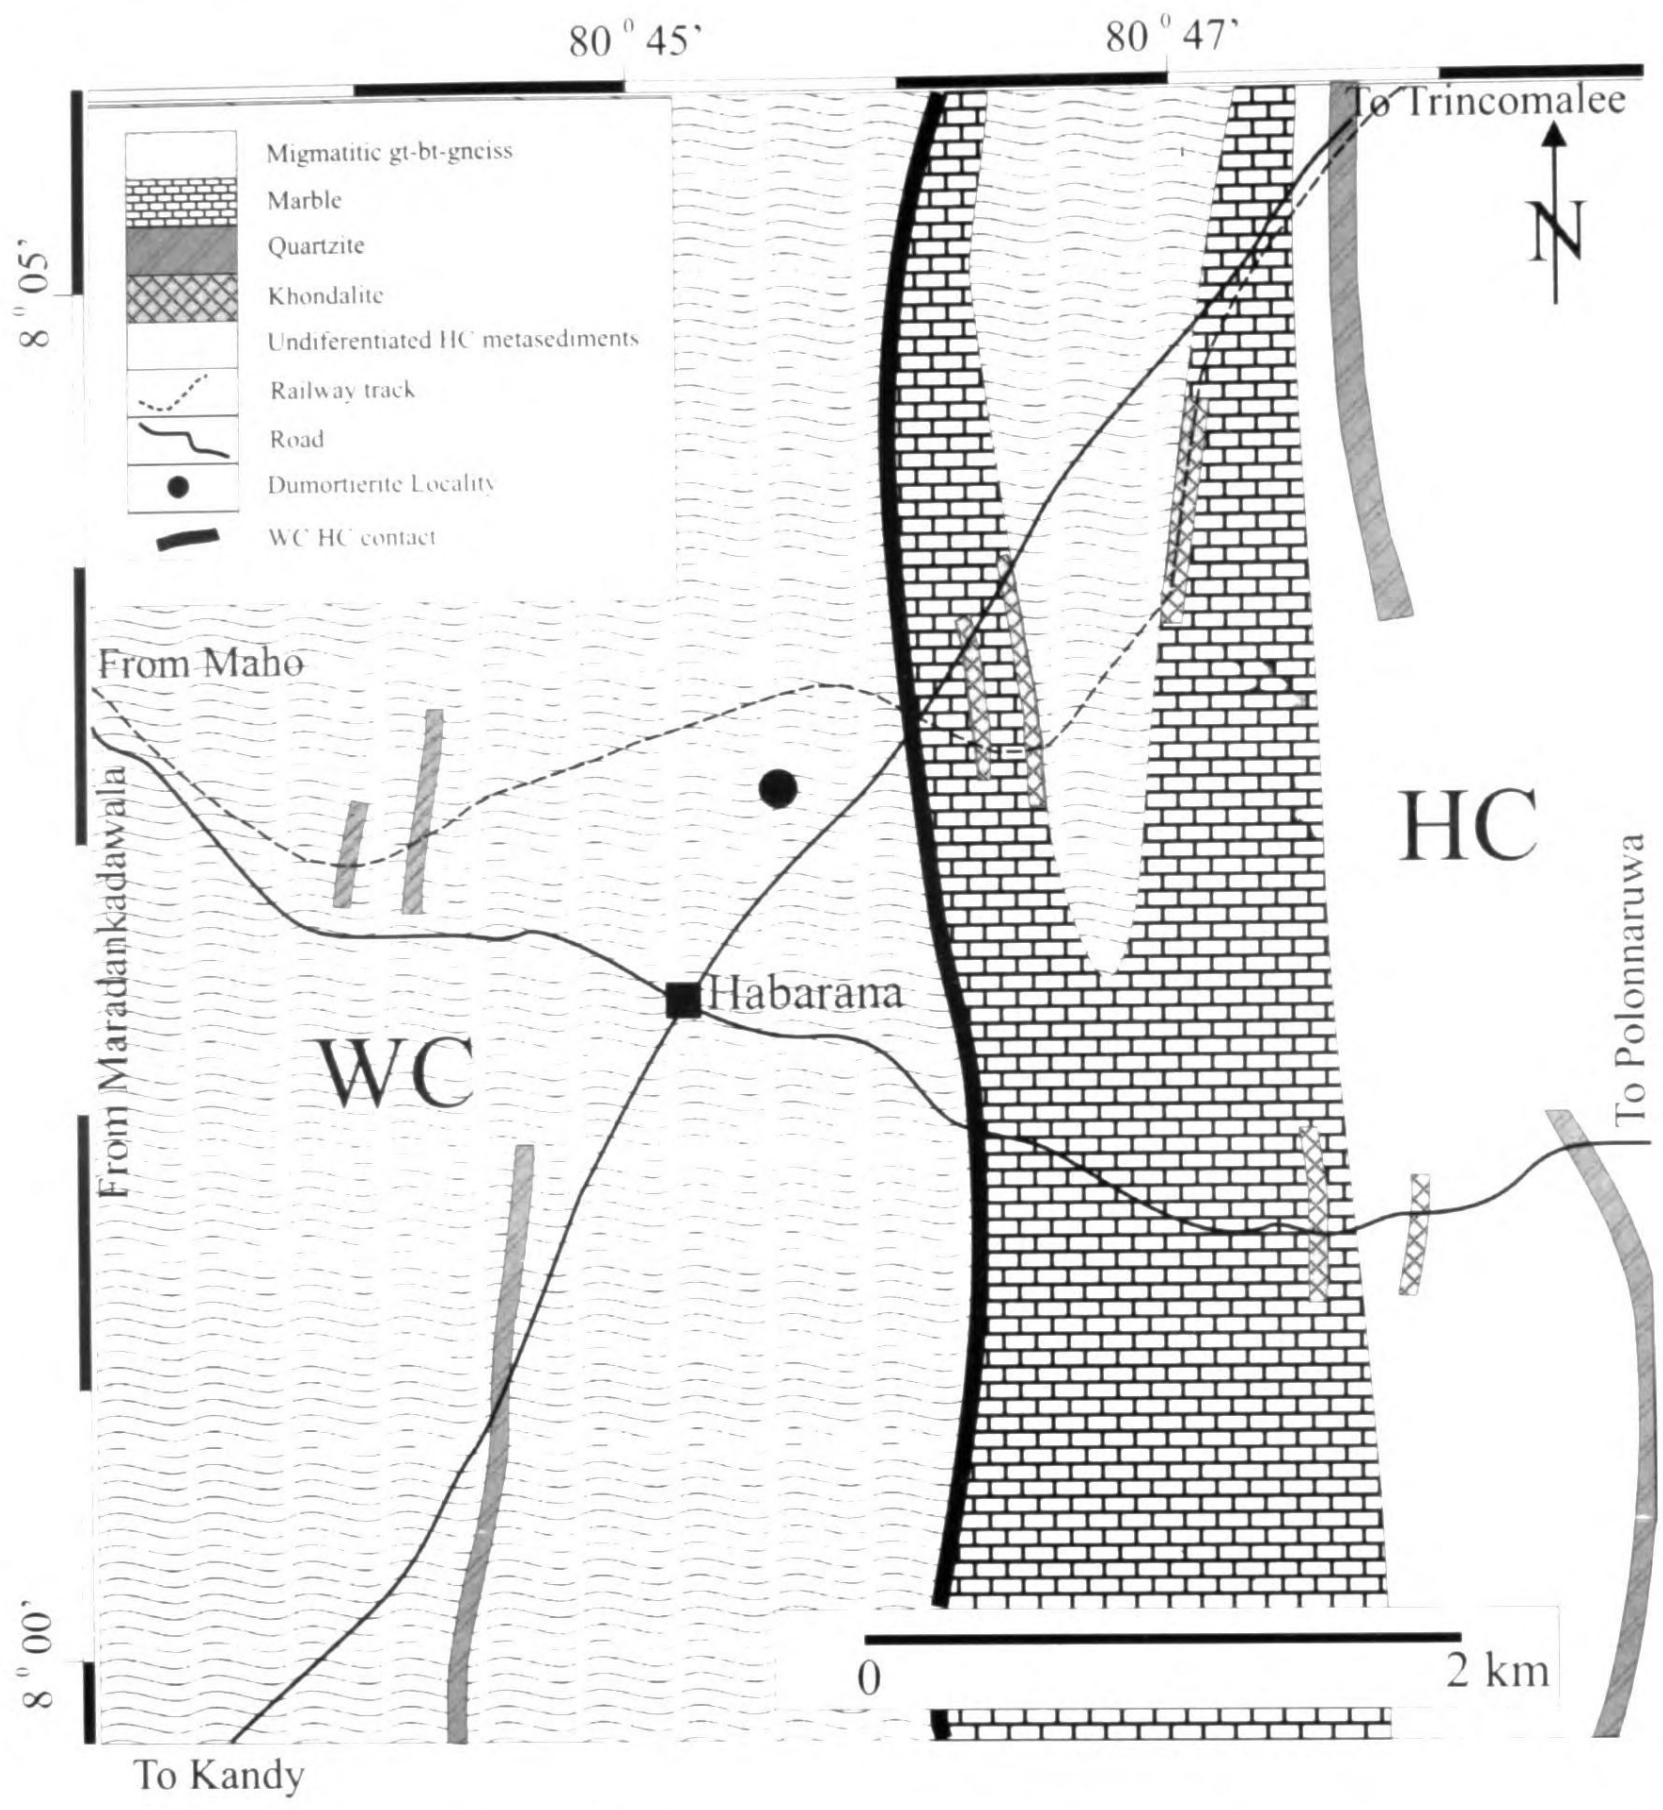 80° 45'
80° 47'
To Trincomalee
Migmatitic gt-bt-gneiss
Marble
Quartzite
Khondalite
Undiferentiated HC metasediments
Railway track
Road
Dumortierite Locality
WC HC contact
N
8° 05'
From Maho
From Maradankadawala
HC
Habarana
WC
To Polonnaruwa
8° 00'
0
2 km
To Kandy